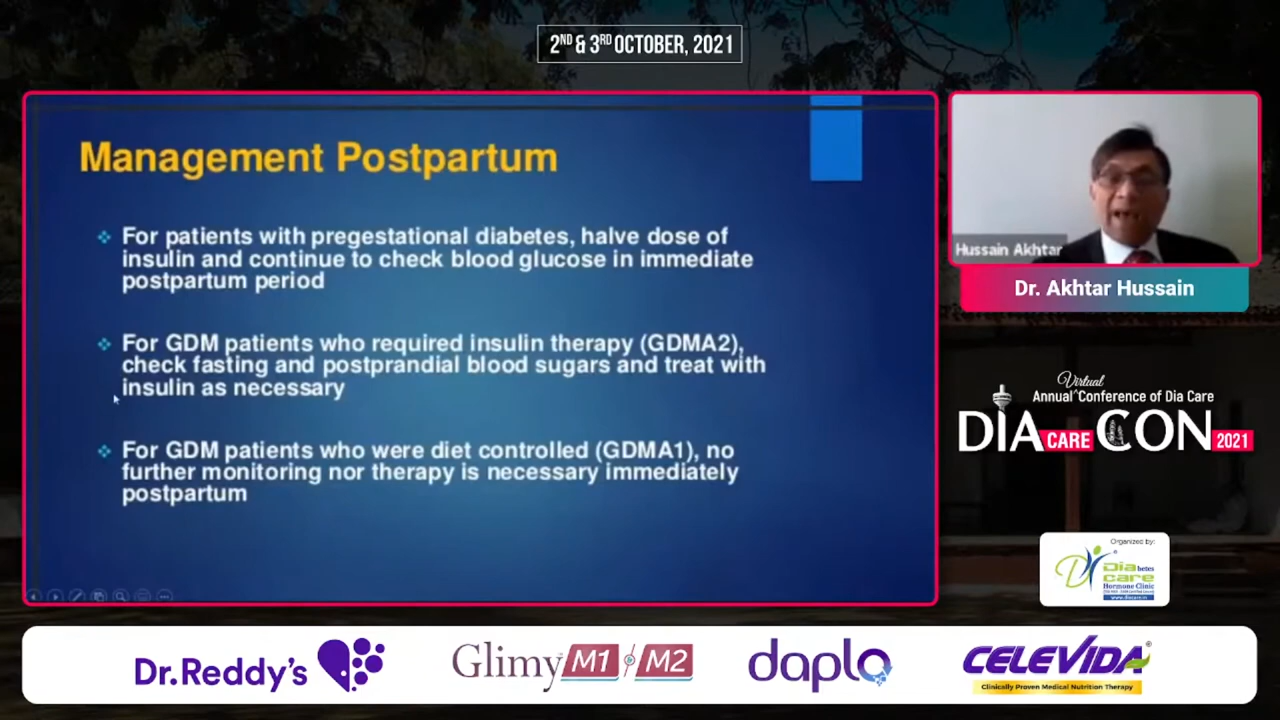 2ND & 3RD OCTOBER, 2021
Management Postpartum
For patients with pregestational diabetes, halve dose of
insulin and continue to check blood glucose in immediate
postpartum period
For GDM patients who required insulin therapy (GDMA2),
check fasting and postprandial blood sugars and treat with
insulin as necessary
For GDM patients who were diet controlled (GDMA1), no
further monitoring nor therapy is necessary immediately
postpartum
Hussain Akhtar
Dr. Akhtar Hussain
Virtual
Annual Conference of Dia Care
DIA CARE CON 2021
Organized by:
Diabetes
care
Hormone Clinic
www.diacare.in
Dr.Reddy's
Glimy M1 M2
daplo
CELEVIDA®
Clinically Proven Medical Nutrition Therapy